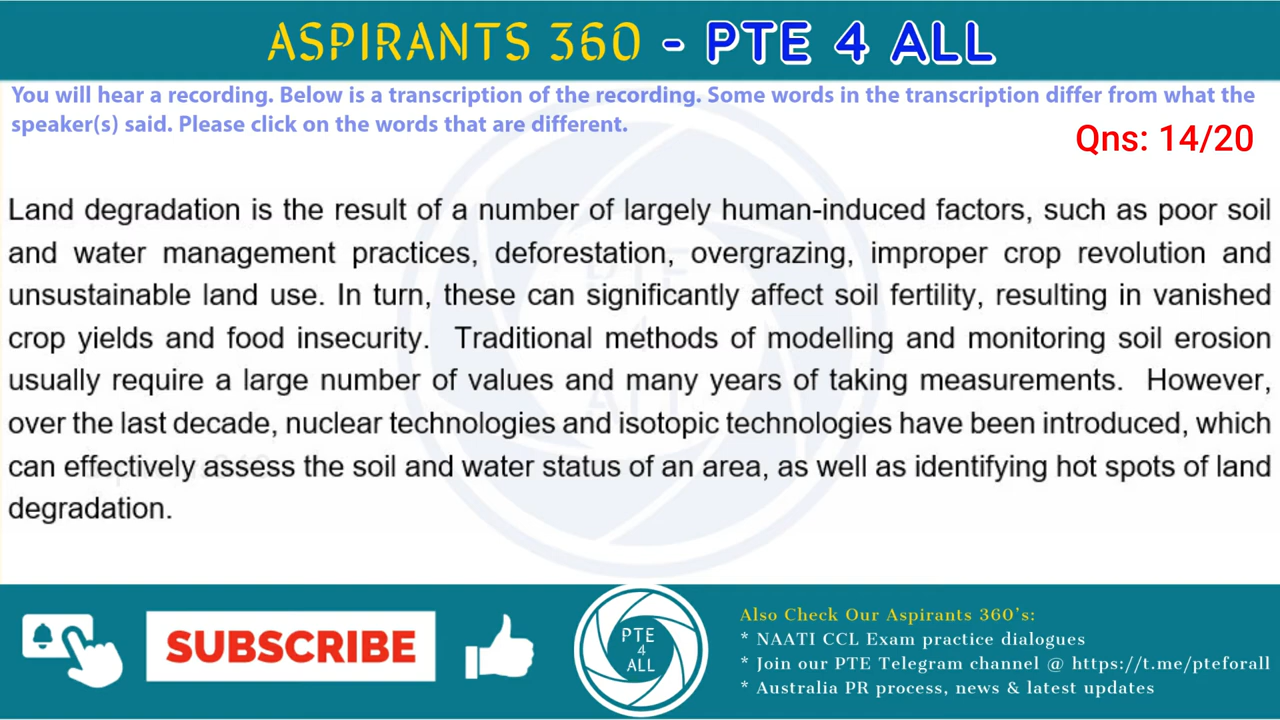 ASPIRANTS 360 - PTE 4 ALL
You will hear a recording. Below is a transcription of the recording. Some words in the transcription differ from what the
speaker(s) said. Please click on the words that are different.
Qns: 14/20
Land degradation is the result of a number of largely human-induced factors, such as poor soil
and water management practices, deforestation, overgrazing, improper crop revolution and
unsustainable land use. In turn, these can significantly affect soil fertility, resulting in vanished
crop yields and food insecurity. Traditional methods of modelling and monitoring soil erosion
usually require a large number of values and many years of taking measurements. However,
over the last decade, nuclear technologies and isotopic technologies have been introduced, which
can effectively assess the soil and water status of an area, as well as identifying hot spots of land
degradation.
PTE
4
ALL
SUBSCRIBE
PTE
4
ALL
Also Check Our Aspirants 360's:
* NAATI CCL Exam practice dialogues
* Join our PTE Telegram channel @ https://t.me/pteforall
* Australia PR process, news & latest updates